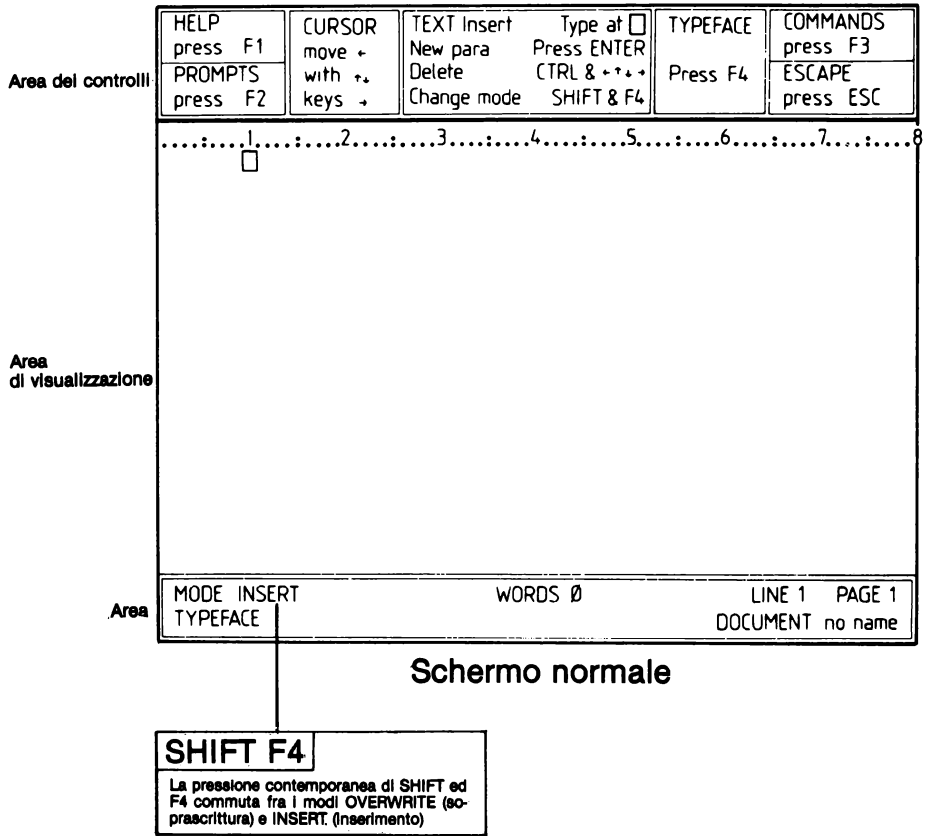 HELP
press F1
PROMPTS
press F2
CURSOR
move ←
with ↑↓
keys →
TEXT Insert Type at □
New para Press ENTER
Delete CTRL & ←↑↓→
Change mode SHIFT & F4
TYPEFACE
Press F4
COMMANDS
press F3
ESCAPE
press ESC
Area dei controlli
....:....1....:....2....:....3....:....4....:....5....:....6....:....7....:....8
Area
di visualizzazione
MODE INSERT WORDS Ø LINE 1 PAGE 1
TYPEFACE DOCUMENT no name
Area
Schermo normale
SHIFT F4
La pressione contemporanea di SHIFT ed
F4 commuta fra i modi OVERWRITE (so-
prascrittura) e INSERT. (inserimento)